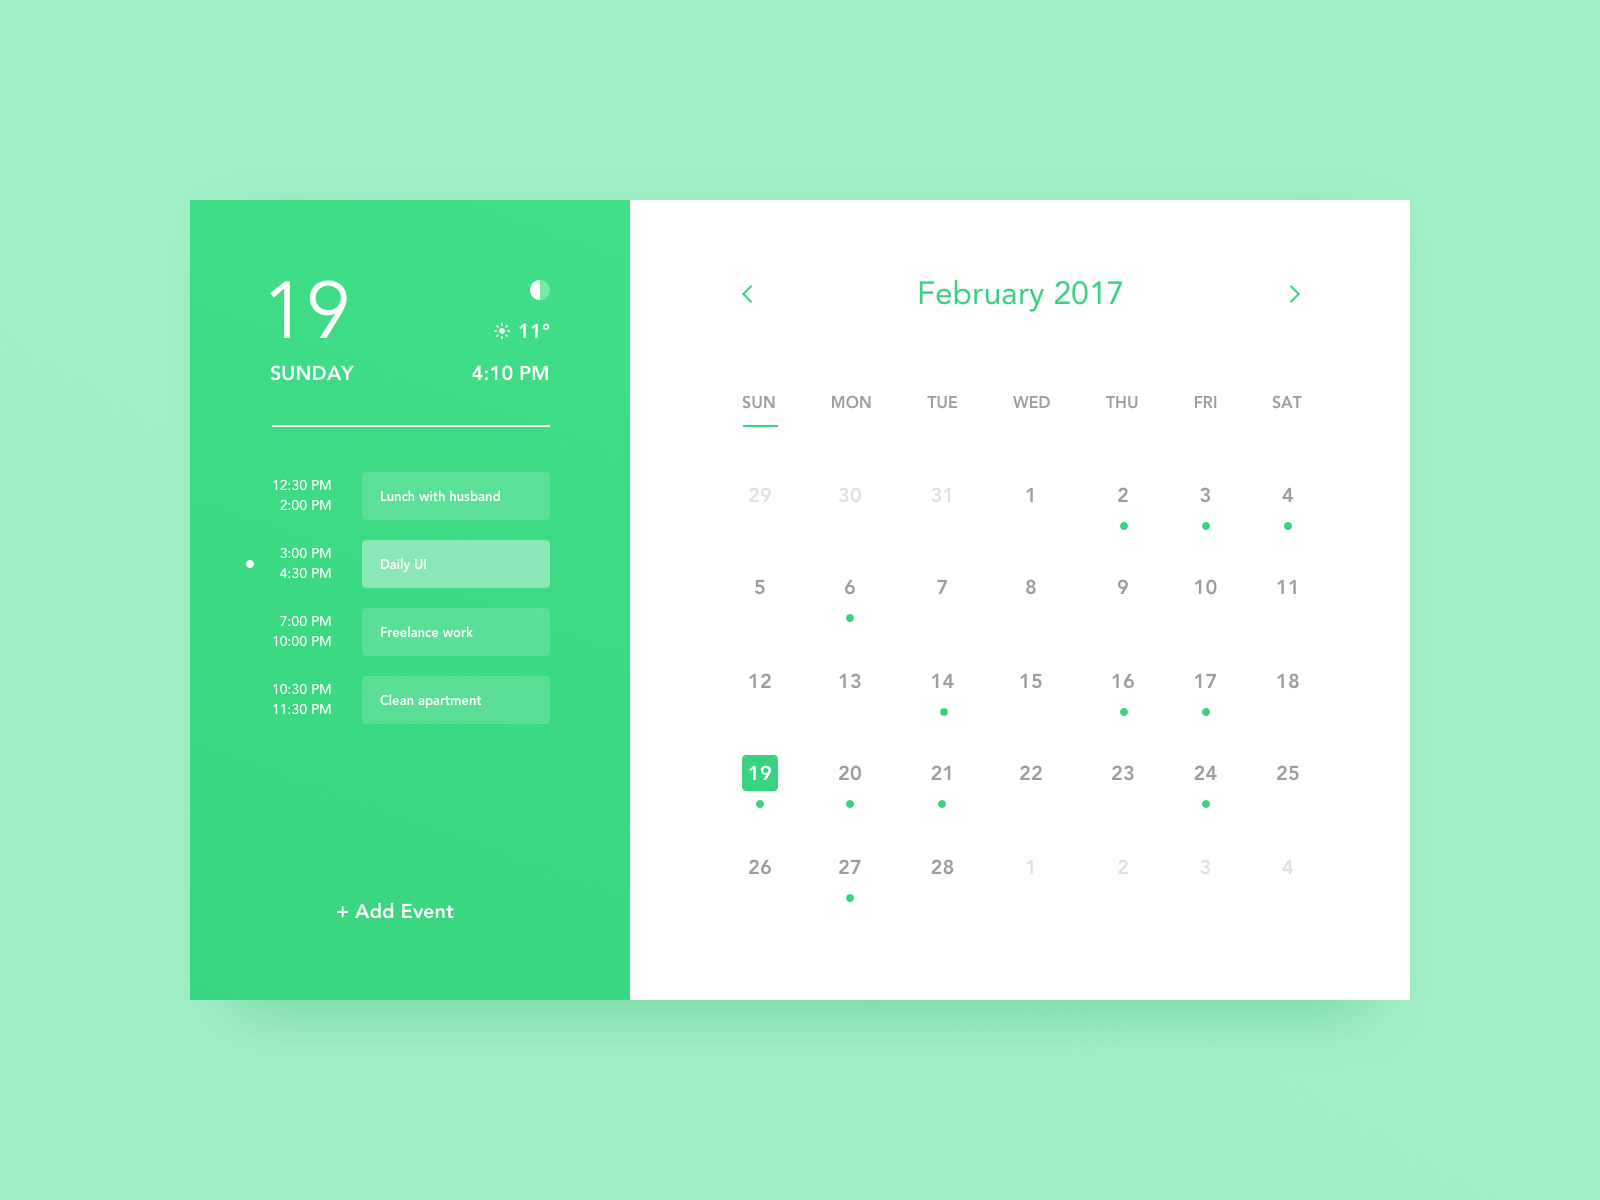 19
11°
SUNDAY 4:10 PM
12:30 PM
2:00 PM
Lunch with husband
3:00 PM
4:30 PM
Daily UI
7:00 PM
10:00 PM
Freelance work
10:30 PM
11:30 PM
Clean apartment
+ Add Event
February 2017
SUN MON TUE WED THU FRI SAT
29 30 31 1 2 3 4
5 6 7 8 9 10 11
12 13 14 15 16 17 18
19 20 21 22 23 24 25
26 27 28 1 2 3 4